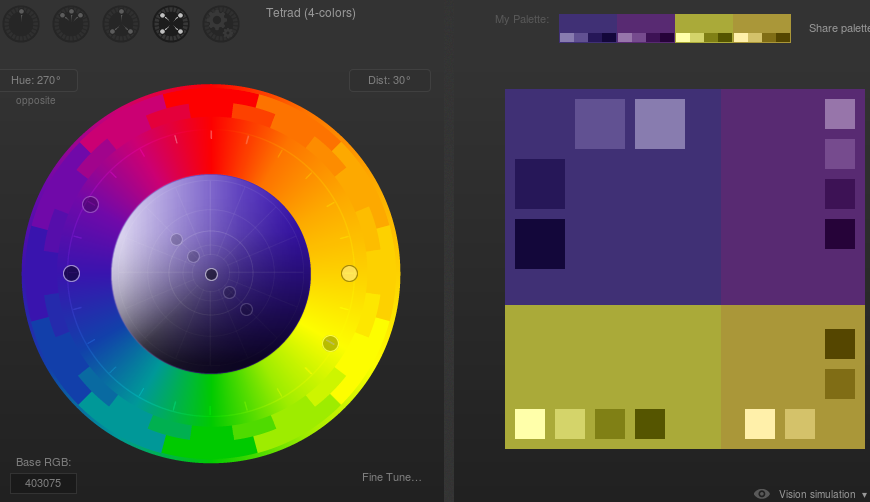 Tetrad (4-colors)
My Palette:
Share palette
Hue: 270°
Dist: 30°
opposite
Base RGB:
403075
Fine Tune...
Vision simulation